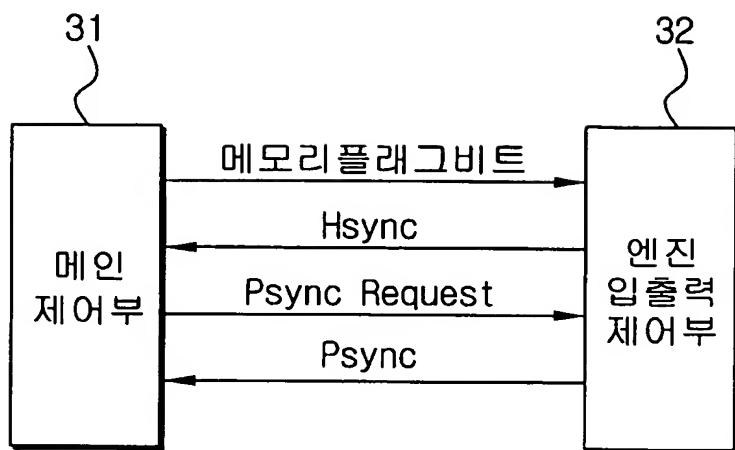 31
32
메모리플래그비트
Hsync
메인
제어부
Psync Request
엔진
입출력
제어부
Psync